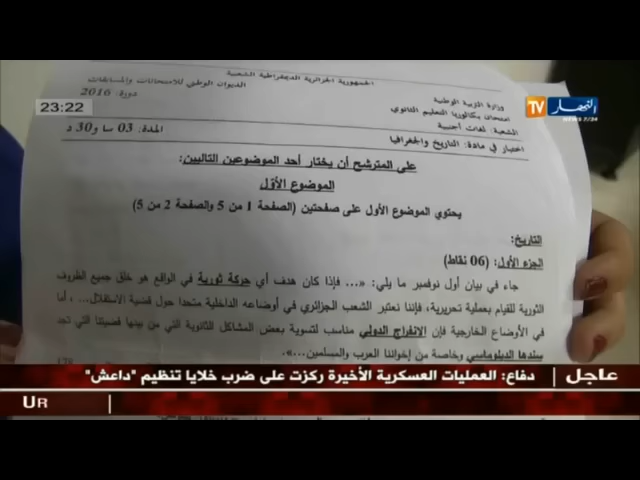 الجمهورية الجزائرية الديمقراطية الشعبية
وزارة التربية الوطنية
الديوان الوطني للامتحانات والمسابقات
امتحان بكالوريا التعليم الثانوي
دورة: 2016
الشعبة: لغات أجنبية
اختبار في مادة: التاريخ والجغرافيا
المدة: 03 سا و30 د
على المترشح أن يختار أحد الموضوعين التاليين:
الموضوع الأول
يحتوي الموضوع الأول على صفحتين (الصفحة 1 من 5 والصفحة 2 من 5)
التاريخ:
الجزء الأول: (06 نقاط)
جاء في بيان أول نوفمبر ما يلي: «... فإذا كان هدف أي حركة ثورية في الواقع هو خلق جميع الظروف
الثورية للقيام بعملية تحريرية، فإننا نعتبر الشعب الجزائري في أوضاعه الداخلية متحدا حول قضية الاستقلال... ، أما
في الأوضاع الخارجية فإن الانفراج الدولي مناسب لتسوية بعض المشاكل الثانوية التي من بينها قضيتنا التي تجد
سندها الدبلوماسي وخاصة من إخواننا العرب والمسلمين...».
23:22
TV النهار
NEWS 7/24
عاجل
دفاع: العمليات العسكرية الأخيرة ركزت على ضرب خلايا تنظيم "داعش"
UR